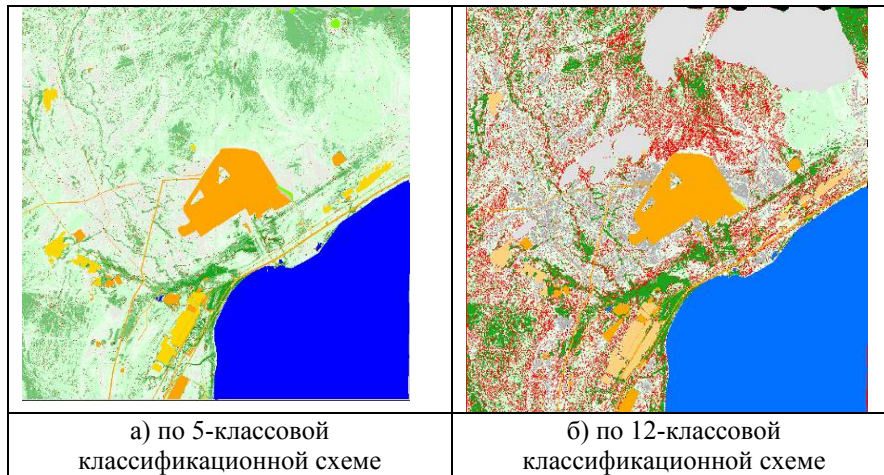 а) по 5-классовой
классификационной схеме
б) по 12-классовой
классификационной схеме